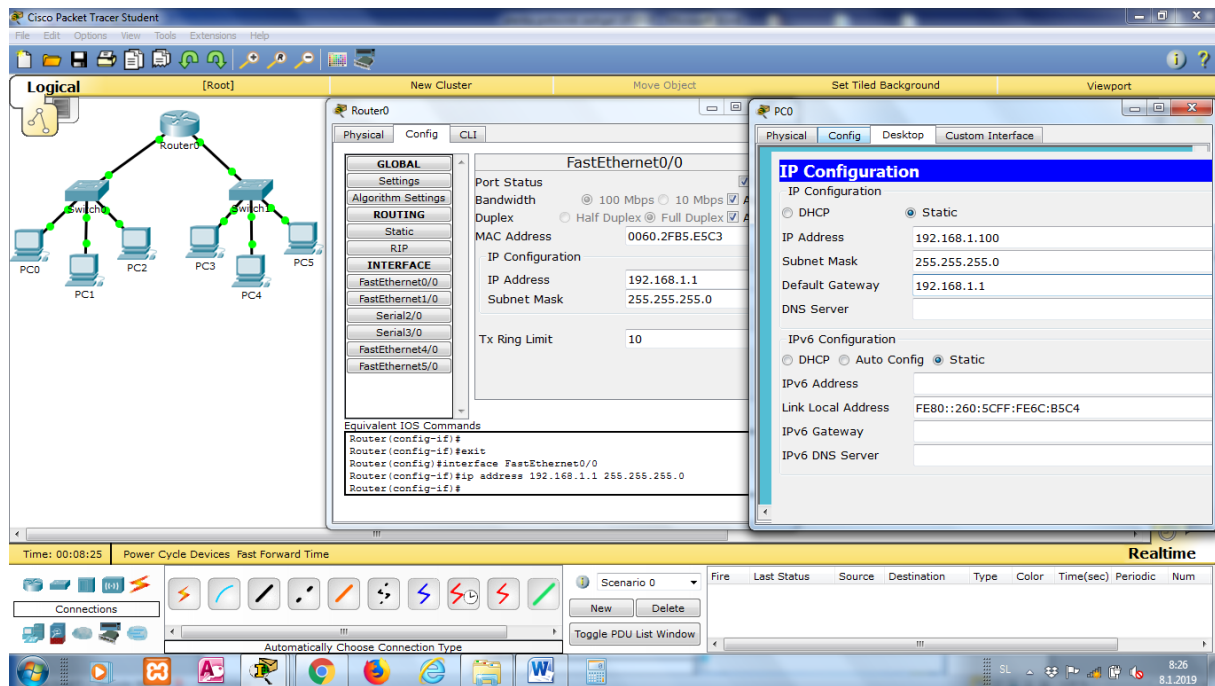 Cisco Packet Tracer Student
File Edit Options View Tools Extensions Help
Logical [Root] New Cluster Move Object Set Tiled Background Viewport
Router0
Switch0
Switch1
PC0
PC1
PC2
PC3
PC4
PC5
Router0
Physical Config CLI
GLOBAL
Settings
Algorithm Settings
ROUTING
Static
RIP
INTERFACE
FastEthernet0/0
FastEthernet1/0
Serial2/0
Serial3/0
FastEthernet4/0
FastEthernet5/0
FastEthernet0/0
Port Status
Bandwidth 100 Mbps 10 Mbps A
Duplex Half Duplex Full Duplex A
MAC Address 0060.2FB5.E5C3
IP Configuration
IP Address 192.168.1.1
Subnet Mask 255.255.255.0
Tx Ring Limit 10
Equivalent IOS Commands
Router(config-if)#
Router(config-if)#exit
Router(config)#interface FastEthernet0/0
Router(config-if)#ip address 192.168.1.1 255.255.255.0
Router(config-if)#
PC0
Physical Config Desktop Custom Interface
IP Configuration
IP Configuration
DHCP Static
IP Address 192.168.1.100
Subnet Mask 255.255.255.0
Default Gateway 192.168.1.1
DNS Server
IPv6 Configuration
DHCP Auto Config Static
IPv6 Address
Link Local Address FE80::260:5CFF:FE6C:B5C4
IPv6 Gateway
IPv6 DNS Server
Time: 00:08:25 Power Cycle Devices Fast Forward Time Realtime
Connections
Automatically Choose Connection Type
Scenario 0
New Delete
Toggle PDU List Window
Fire Last Status Source Destination Type Color Time(sec) Periodic Num
SL
8:26
8.1.2019